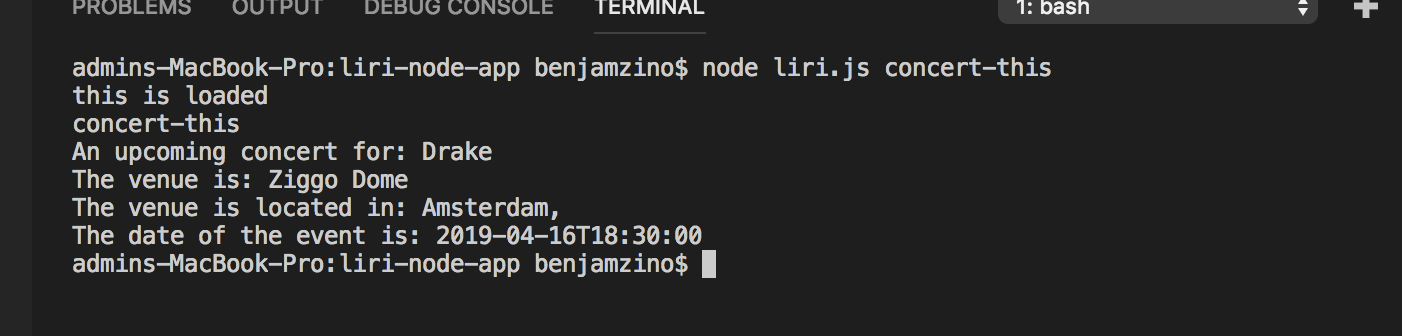 PROBLEMS OUTPUT DEBUG CONSOLE TERMINAL 1: bash
admins-MacBook-Pro:liri-node-app benjamzino$ node liri.js concert-this
this is loaded
concert-this
An upcoming concert for: Drake
The venue is: Ziggo Dome
The venue is located in: Amsterdam,
The date of the event is: 2019-04-16T18:30:00
admins-MacBook-Pro:liri-node-app benjamzino$